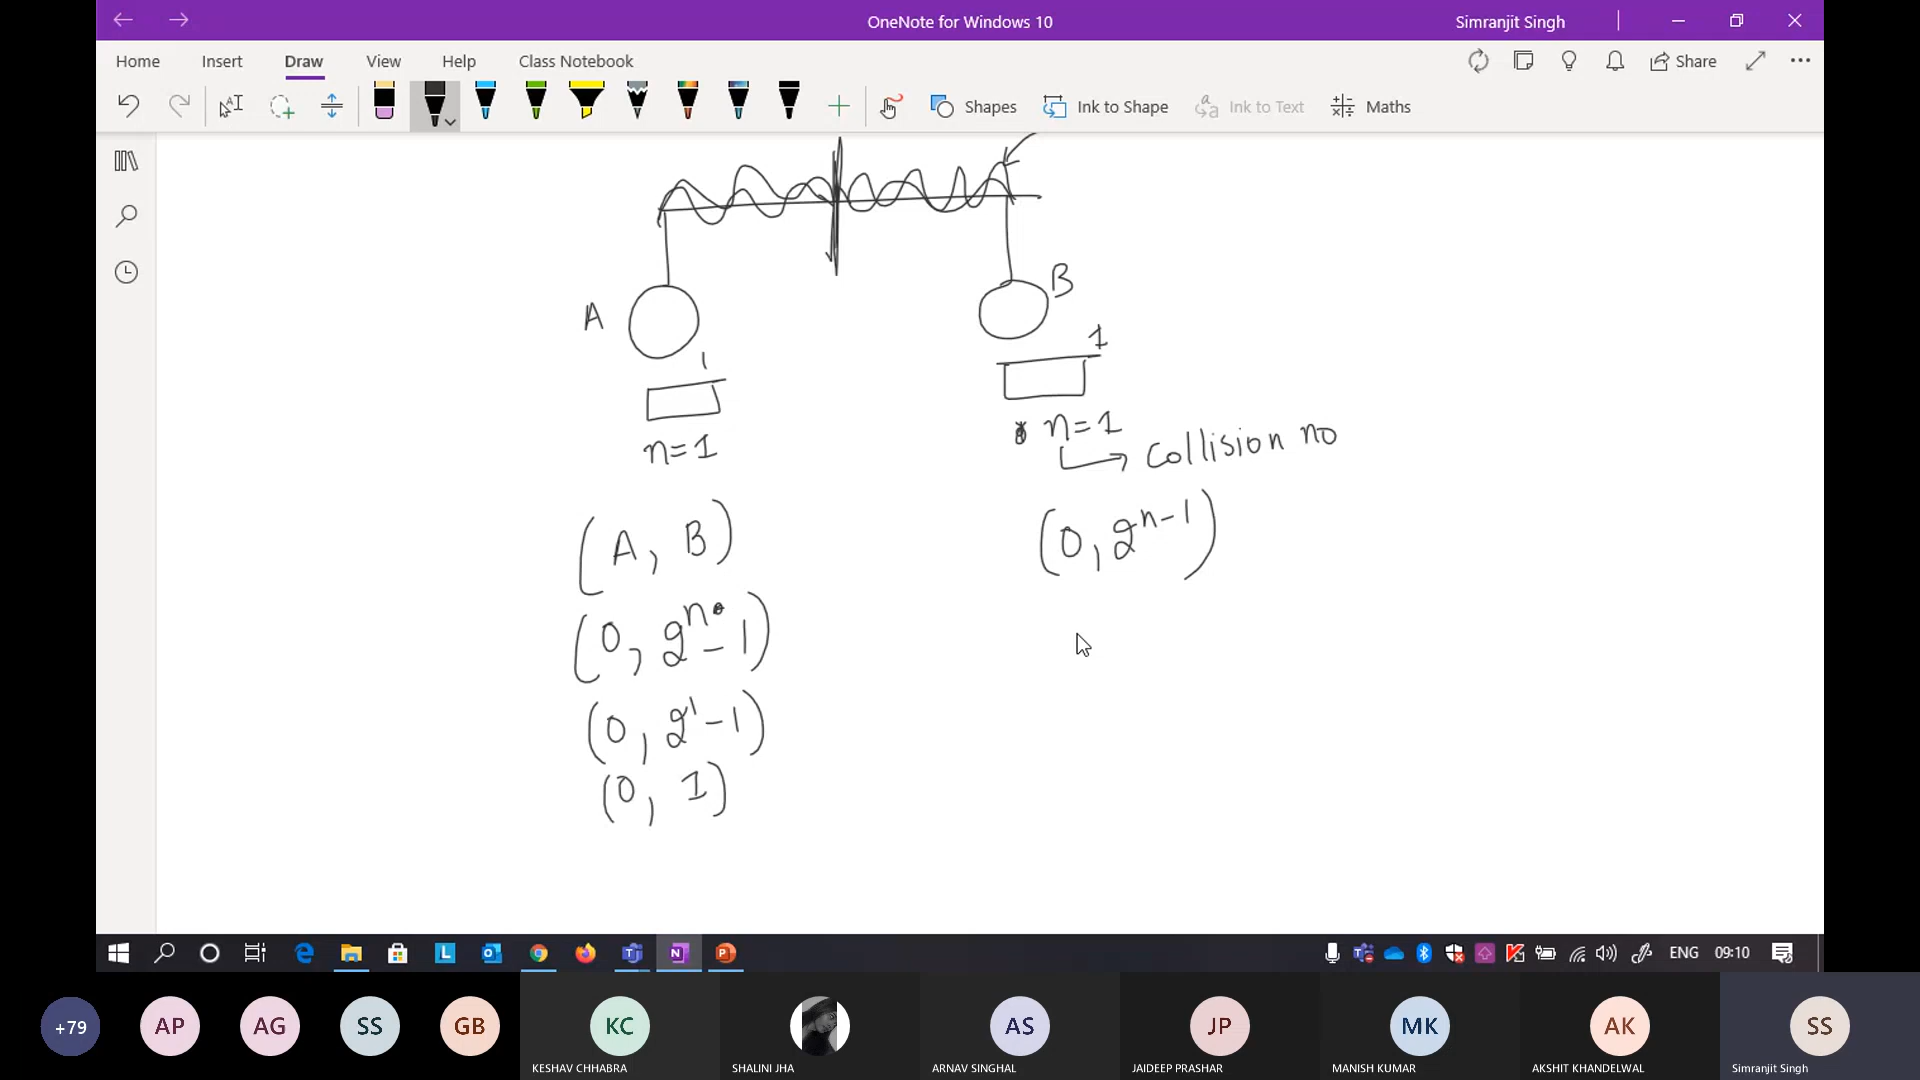 OneNote for Windows 10
Simranjit Singh
Home Insert Draw View Help Class Notebook
Share
Shapes Ink to Shape Ink to Text Maths
A
B
1
1
n=1
n=1
Collision no
(A, B)
(0, 2^n-1)
(0, 2^n-1)
(0, 2^1-1)
(0, 1)
ENG 09:10
+79 AP AG SS GB KC AS JP MK AK SS
KESHAV CHHABRA SHALINI JHA ARNAV SINGHAL JAIDEEP PRASHAR MANISH KUMAR AKSHIT KHANDELWAL Simranjit Singh